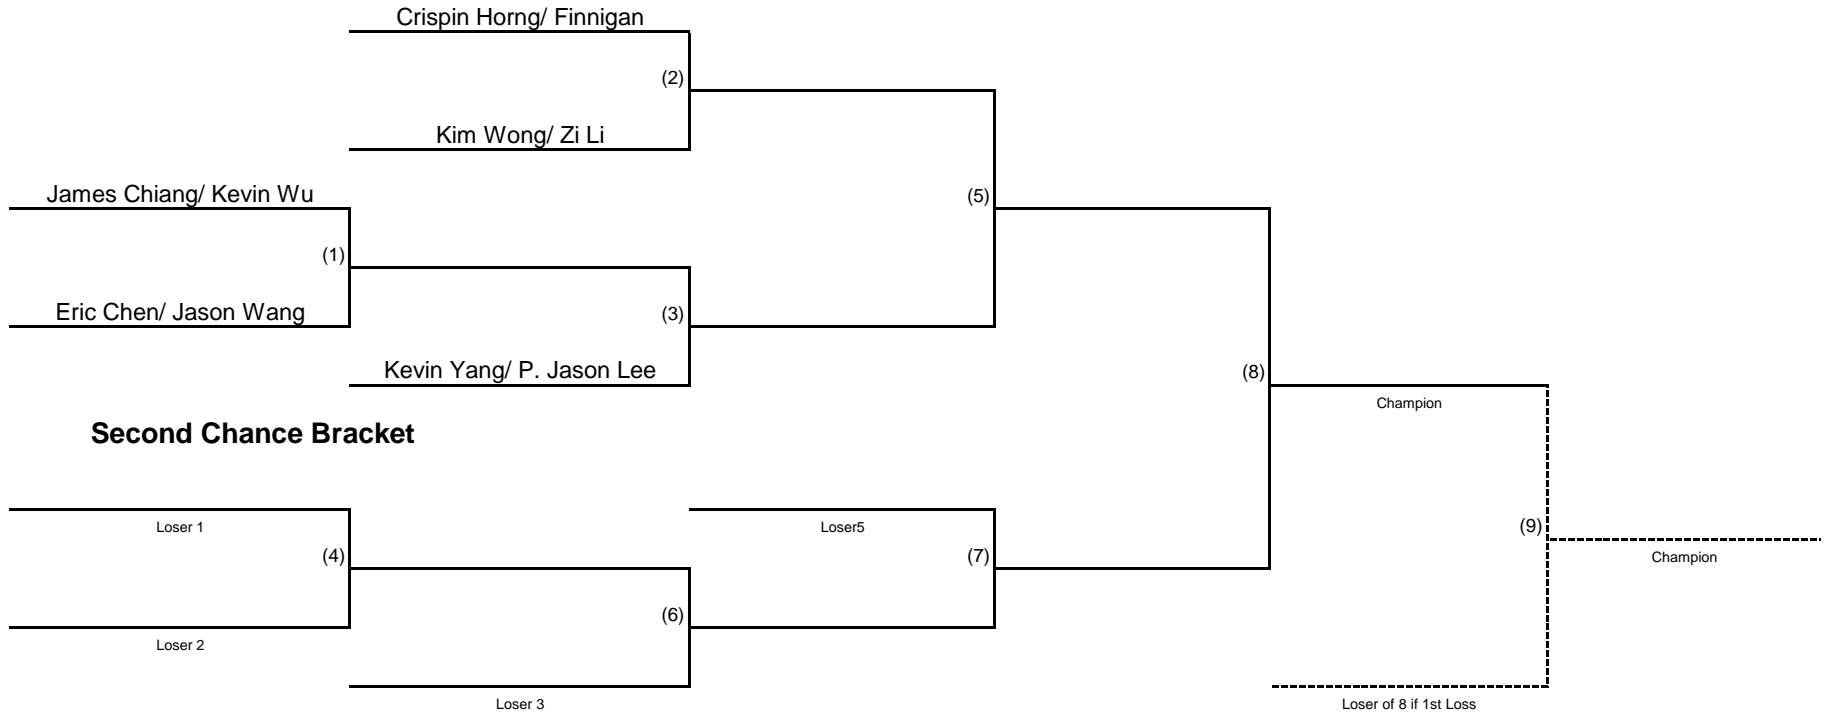 Crispin Horng/ Finnigan
(2)
Kim Wong/ Zi Li
James Chiang/ Kevin Wu
(5)
(1)
Eric Chen/ Jason Wang
(3)
Kevin Yang/ P. Jason Lee
(8)
Champion
Second Chance Bracket
Loser 1
Loser5
(9)
(4)
(7)
Champion
(6)
Loser 2
Loser 3
Loser of 8 if 1st Loss